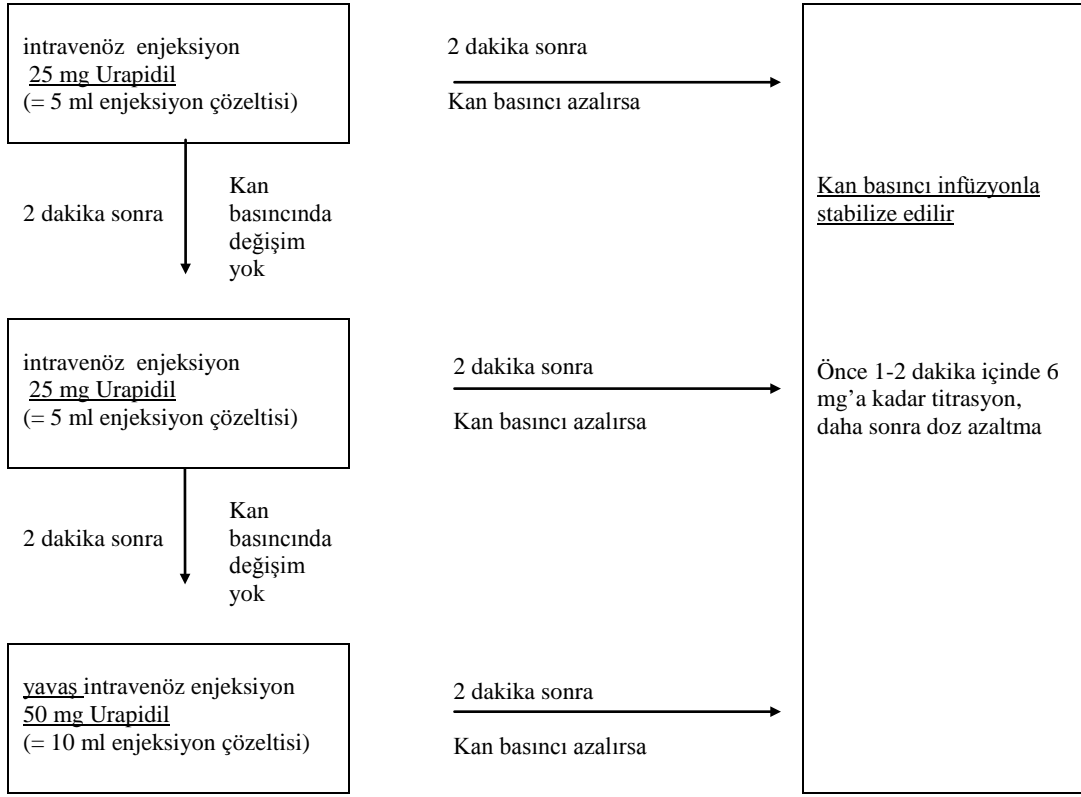 intravenöz enjeksiyon
25 mg Urapidil
(= 5 ml enjeksiyon çözeltisi)
2 dakika sonra
Kan basıncı azalırsa
2 dakika sonra
Kan
basıncında
değişim
yok
Kan basıncı infüzyonla
stabilize edilir
intravenöz enjeksiyon
25 mg Urapidil
(= 5 ml enjeksiyon çözeltisi)
2 dakika sonra
Kan basıncı azalırsa
Önce 1-2 dakika içinde 6
mg’a kadar titrasyon,
daha sonra doz azaltma
2 dakika sonra
Kan
basıncında
değişim
yok
yavaş intravenöz enjeksiyon
50 mg Urapidil
(= 10 ml enjeksiyon çözeltisi)
2 dakika sonra
Kan basıncı azalırsa